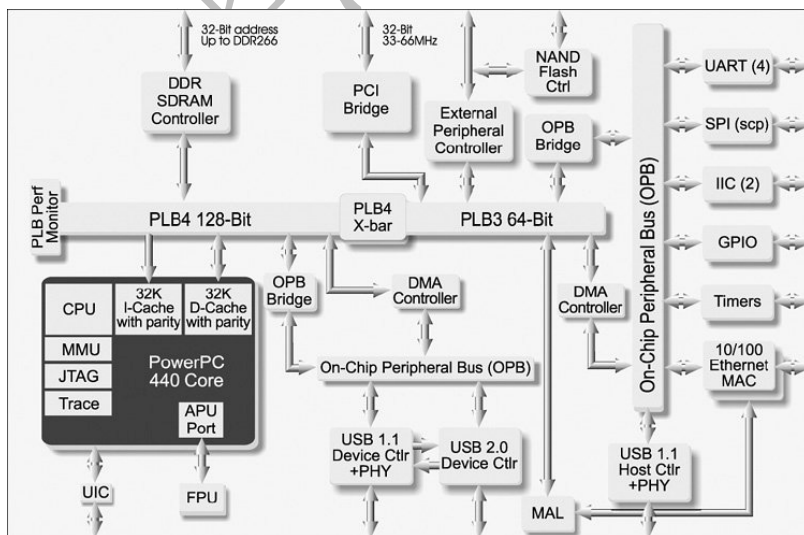 32-Bit address
Up to DDR266
32-Bit
33-66MHz
DDR
SDRAM
Controller
PCI
Bridge
External
Peripheral
Controller
NAND
Flash
Ctrl
OPB
Bridge
UART (4)
SPI (scp)
IIC (2)
GPIO
Timers
10/100
Ethernet
MAC
On-Chip Peripheral Bus (OPB)
PLB Perf
Monitor
PLB4 128-Bit
PLB4
X-bar
PLB3 64-Bit
CPU
32K
I-Cache
with parity
32K
D-Cache
with parity
MMU
JTAG
Trace
PowerPC
440 Core
APU
Port
OPB
Bridge
DMA
Controller
DMA
Controller
On-Chip Peripheral Bus (OPB)
USB 1.1
Device Ctlr
+PHY
USB 2.0
Device Ctlr
USB 1.1
Host Ctlr
+PHY
UIC
FPU
MAL